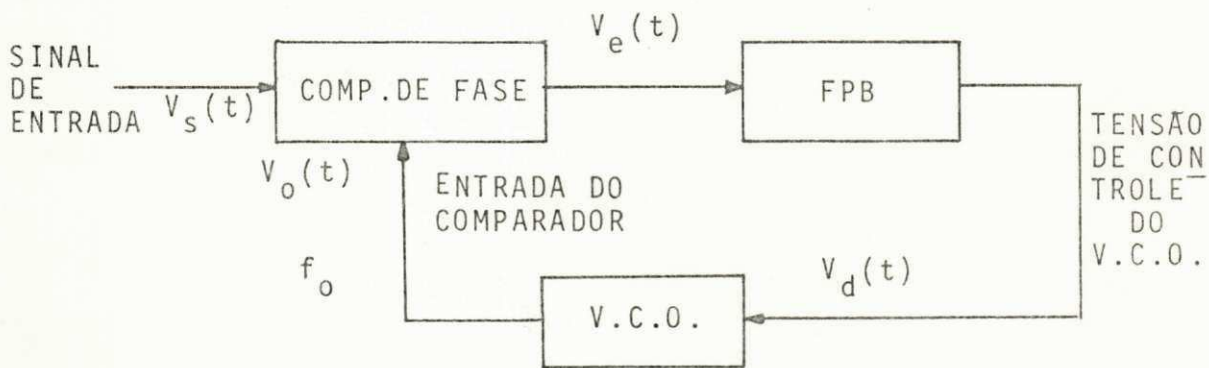 SINAL
DE
ENTRADA
V_s(t)
COMP.DE FASE
V_e(t)
FPB
TENSÃO
DE CON
TROLE
DO
V.C.O.
V_o(t)
ENTRADA DO
COMPARADOR
f_o
V.C.O.
V_d(t)